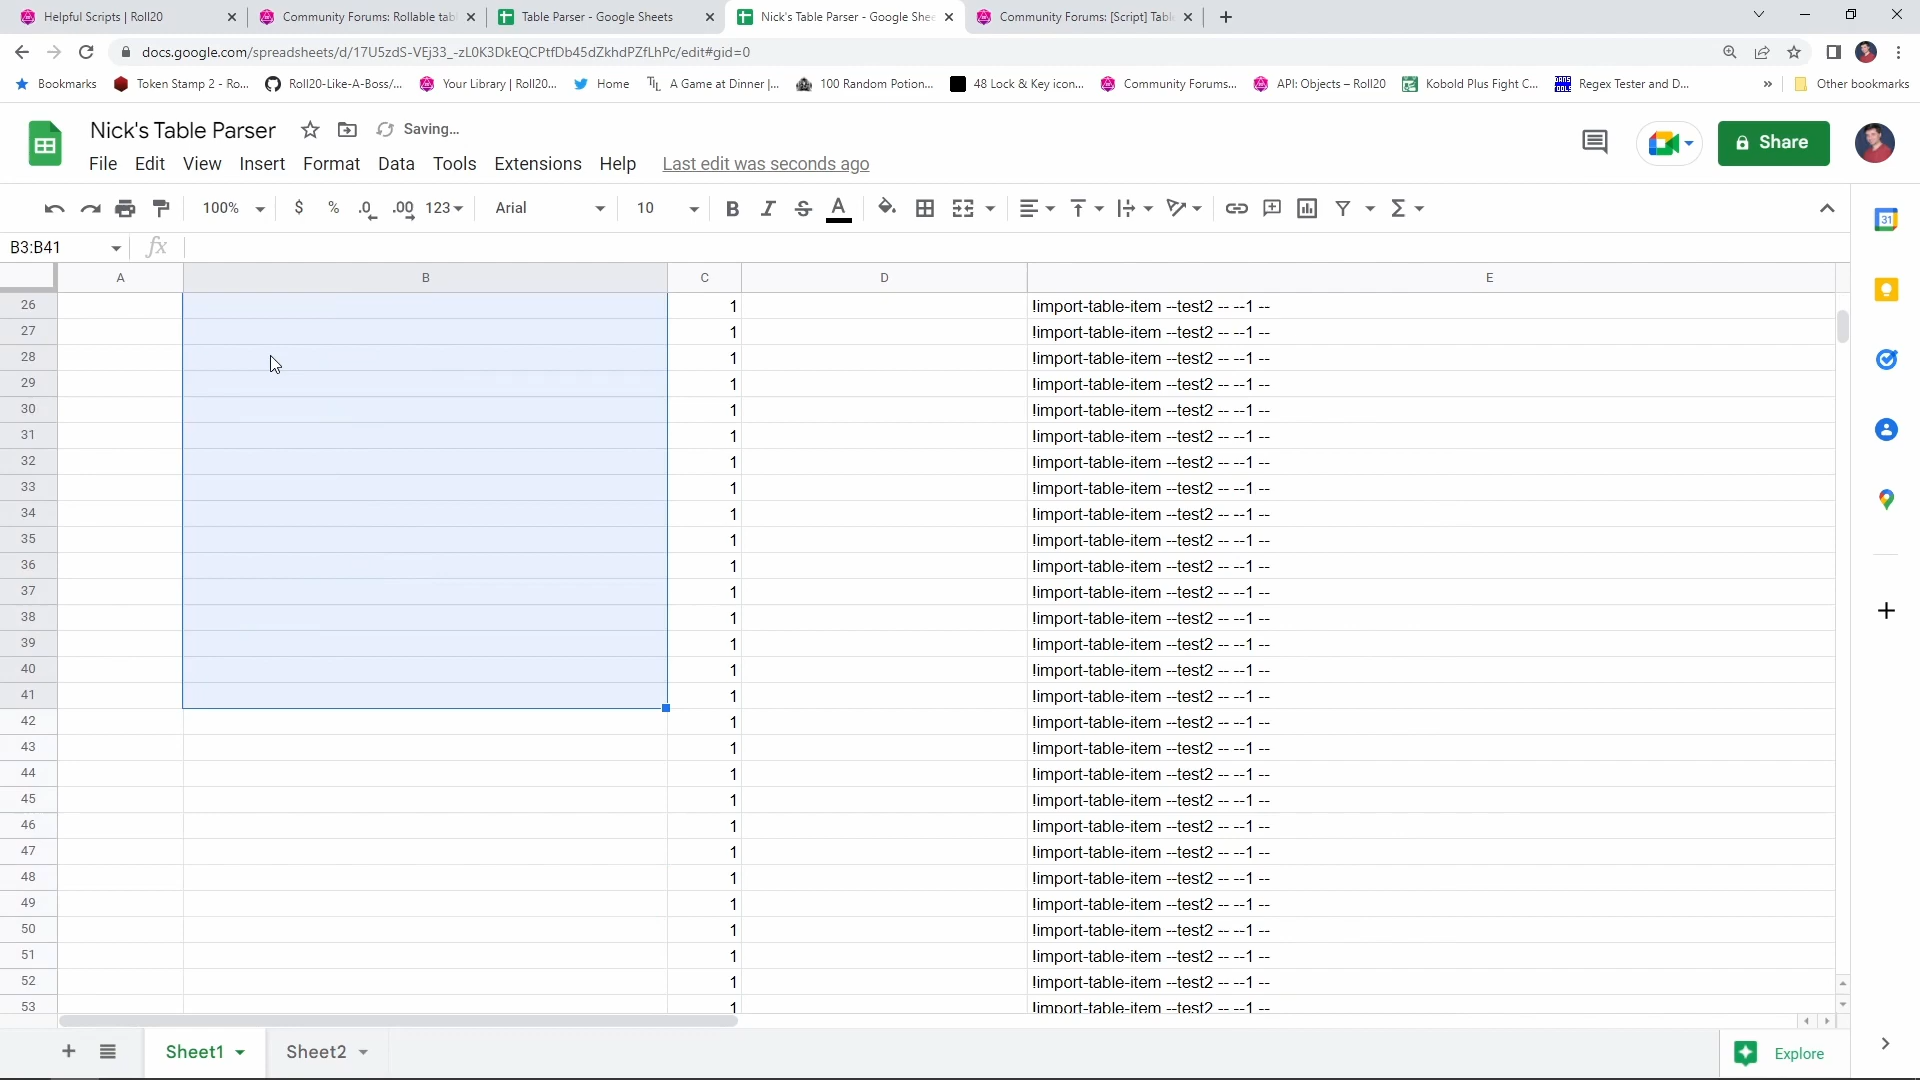 Helpful Scripts | Roll20
Community Forums: Rollable tab
Table Parser - Google Sheets
Nick's Table Parser - Google She
Community Forums: [Script] Tabl
docs.google.com/spreadsheets/d/17U5zdS-VEj33_-zL0K3DkEQCPtfDb45dZkhdPZfLhPc/edit#gid=0
Bookmarks
Token Stamp 2 - Ro...
Roll20-Like-A-Boss/...
Your Library | Roll20...
Home
A Game at Dinner |...
100 Random Potion...
48 Lock & Key icon...
Community Forums...
API: Objects – Roll20
Kobold Plus Fight C...
Regex Tester and D...
»
Other bookmarks
Nick's Table Parser
Saving...
Share
File Edit View Insert Format Data Tools Extensions Help Last edit was seconds ago
100% $ % .0 .00 123 Arial 10 B I S A Σ
31
B3:B41 fx
A B C D E
26 1 !import-table-item --test2 -- --1 --
27 1 !import-table-item --test2 -- --1 --
28 1 !import-table-item --test2 -- --1 --
29 1 !import-table-item --test2 -- --1 --
30 1 !import-table-item --test2 -- --1 --
31 1 !import-table-item --test2 -- --1 --
32 1 !import-table-item --test2 -- --1 --
33 1 !import-table-item --test2 -- --1 --
34 1 !import-table-item --test2 -- --1 --
35 1 !import-table-item --test2 -- --1 --
36 1 !import-table-item --test2 -- --1 --
37 1 !import-table-item --test2 -- --1 --
38 1 !import-table-item --test2 -- --1 --
39 1 !import-table-item --test2 -- --1 --
40 1 !import-table-item --test2 -- --1 --
41 1 !import-table-item --test2 -- --1 --
42 1 !import-table-item --test2 -- --1 --
43 1 !import-table-item --test2 -- --1 --
44 1 !import-table-item --test2 -- --1 --
45 1 !import-table-item --test2 -- --1 --
46 1 !import-table-item --test2 -- --1 --
47 1 !import-table-item --test2 -- --1 --
48 1 !import-table-item --test2 -- --1 --
49 1 !import-table-item --test2 -- --1 --
50 1 !import-table-item --test2 -- --1 --
51 1 !import-table-item --test2 -- --1 --
52 1 !import-table-item --test2 -- --1 --
53 1 !import-table-item --test2 -- --1 --
Sheet1 Sheet2
Explore